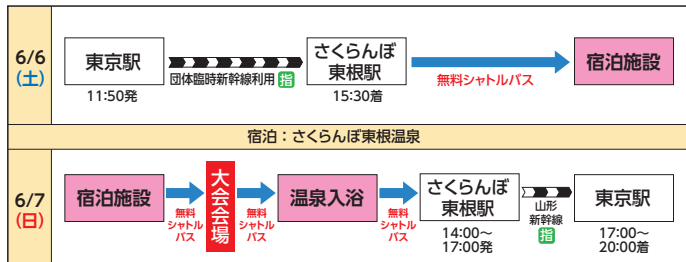 6/6
(土)
東京駅
11:50発
団体臨時新幹線利用 指
さくらんぼ
東根駅
15:30着
無料シャトルバス
宿泊施設
宿泊：さくらんぼ東根温泉
6/7
(日)
宿泊施設
無料
シャトル
バス
大会会場
無料
シャトル
バス
温泉入浴
無料
シャトル
バス
さくらんぼ
東根駅
14:00〜
17:00発
山形
新幹線
指
東京駅
17:00〜
20:00着